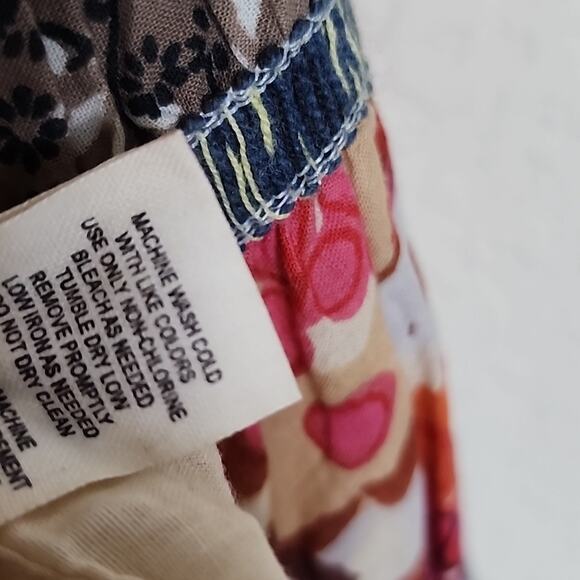 MACHINE WASH COLD
WITH LIKE COLORS
USE ONLY NON-CHLORINE
BLEACH AS NEEDED
TUMBLE DRY LOW
REMOVE PROMPTLY
LOW IRON AS NEEDED
DO NOT DRY CLEAN
MACHINE